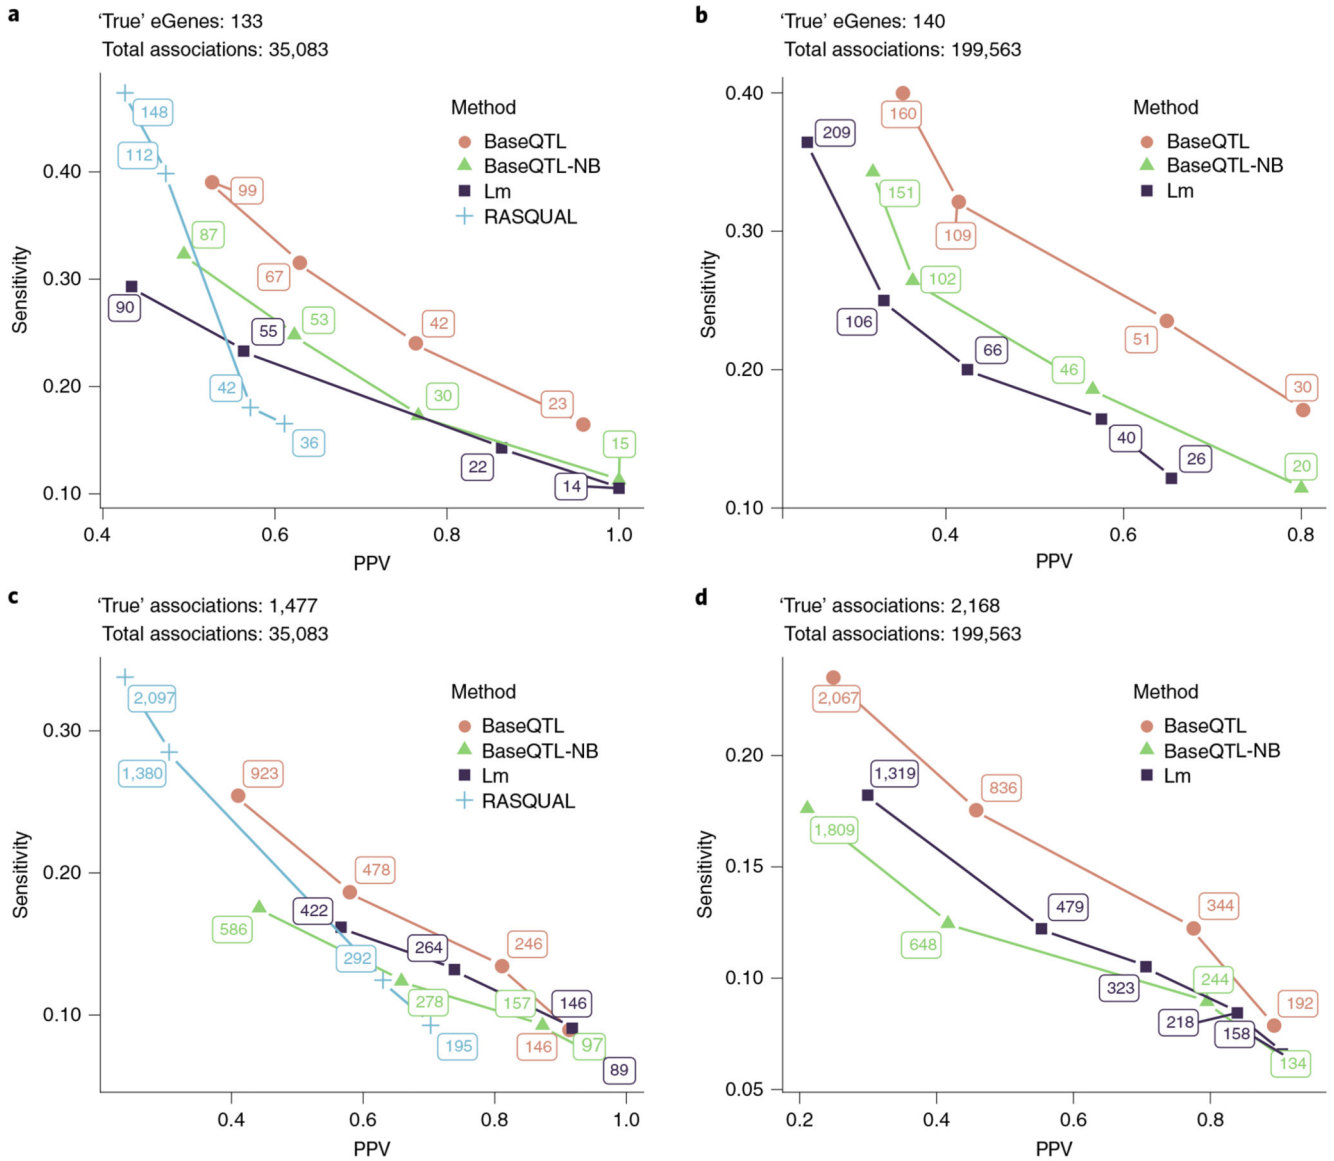 a
'True' eGenes: 133
Total associations: 35,083
Sensitivity
0.40
0.30
0.20
0.10
148
112
99
87
90
67
55
53
42
42
36
30
23
22
15
14
Method
BaseQTL
BaseQTL-NB
Lm
RASQUAL
0.4
0.6
0.8
1.0
PPV
b
'True' eGenes: 140
Total associations: 199,563
Sensitivity
0.40
0.30
0.20
0.10
160
209
151
109
102
106
66
51
46
40
30
26
20
Method
BaseQTL
BaseQTL-NB
Lm
0.4
0.6
0.8
PPV
c
'True' associations: 1,477
Total associations: 35,083
Sensitivity
0.30
0.20
0.10
2,097
1,380
923
478
422
586
292
264
246
278
157
146
195
146
97
89
Method
BaseQTL
BaseQTL-NB
Lm
RASQUAL
0.4
0.6
0.8
1.0
PPV
d
'True' associations: 2,168
Total associations: 199,563
Sensitivity
0.20
0.15
0.10
0.05
2,067
1,319
836
1,809
479
344
648
323
244
218
158
192
134
Method
BaseQTL
BaseQTL-NB
Lm
0.2
0.4
0.6
0.8
PPV